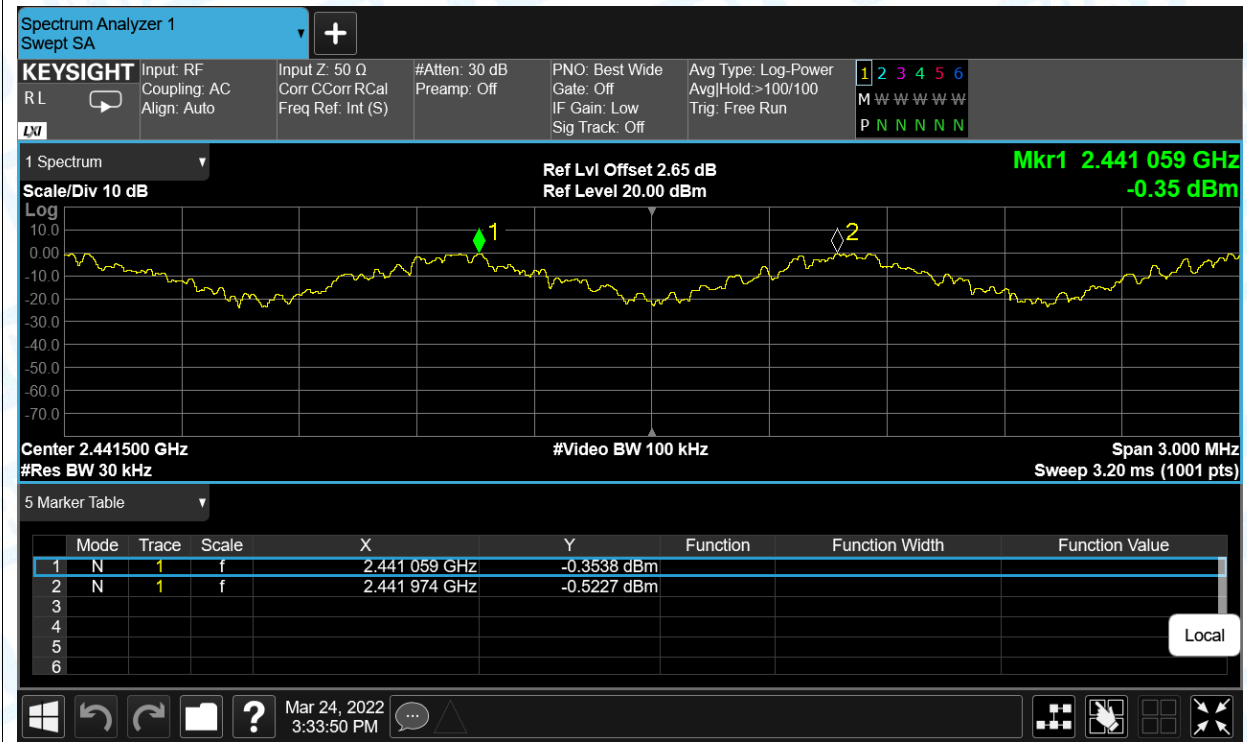 Spectrum Analyzer 1
Swept SA
+
KEYSIGHT
R L
LXI
Input: RF
Coupling: AC
Align: Auto
Input Z: 50 Ω
Corr CCorr RCal
Freq Ref: Int (S)
#Atten: 30 dB
Preamp: Off
PNO: Best Wide
Gate: Off
IF Gain: Low
Sig Track: Off
Avg Type: Log-Power
Avg|Hold:>100/100
Trig: Free Run
1 2 3 4 5 6
M W W W W W
P N N N N N
1 Spectrum
Scale/Div 10 dB
Ref Lvl Offset 2.65 dB
Ref Level 20.00 dBm
Mkr1 2.441 059 GHz
-0.35 dBm
Log
10.0
0.00
-10.0
-20.0
-30.0
-40.0
-50.0
-60.0
-70.0
1
2
Center 2.441500 GHz
#Video BW 100 kHz
Span 3.000 MHz
#Res BW 30 kHz
Sweep 3.20 ms (1001 pts)
5 Marker Table
Mode Trace Scale X Y Function Function Width Function Value
1 N 1 f 2.441 059 GHz -0.3538 dBm
2 N 1 f 2.441 974 GHz -0.5227 dBm
3
4
5
6
Local
?
Mar 24, 2022
3:33:50 PM